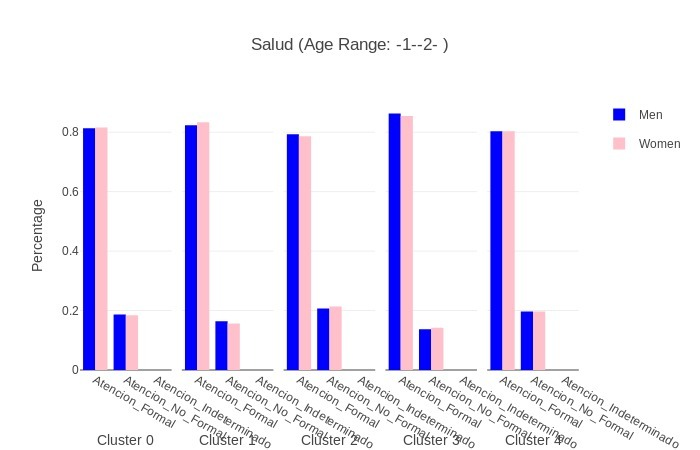 Salud (Age Range: -1--2- )
Men
Women
Percentage
0.8
0.6
0.4
0.2
0
Atencion_Formal
Atencion_No_Formal
Atencion_Indeterminado
Atencion_Formal
Atencion_No_Formal
Atencion_Indeterminado
Atencion_Formal
Atencion_No_Formal
Atencion_Indeterminado
Atencion_Formal
Atencion_No_Formal
Atencion_Indeterminado
Atencion_Formal
Atencion_No_Formal
Atencion_Indeterminado
Cluster 0
Cluster 1
Cluster 2
Cluster 3
Cluster 4